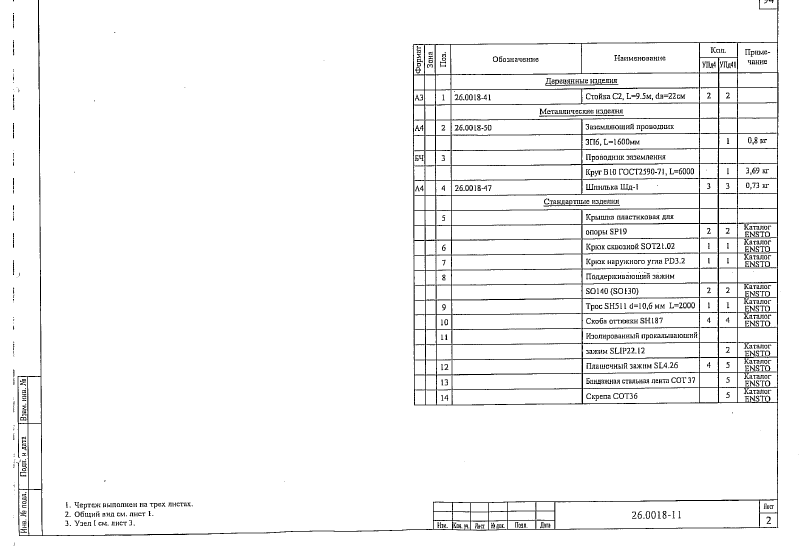 94
Формат Зона Поз. Обозначение Наименование Кол. Приме-
чание
УПд4 УПд4
Деревянные изделия
А3 1 26.0018-41 Стойка С2, L=9.5м, dв=22см 2 2
Металлические изделия
А4 2 26.0018-50 Заземляющий проводник
ЗП6, L=1600мм 1 0,8 кг
БЧ 3 Проводник заземления
Круг В10 ГОСТ2590-71, L=6000 1 3,69 кг
А4 4 26.0018-47 Шпилька Шд-1 3 3 0,73 кг
Стандартные изделия
5 Крышка пластиковая для
опоры SP19 2 2 Каталог ENSTO
6 Крюк сквозной SOT21.02 1 1 Каталог ENSTO
7 Крюк наружного угла PD3.2 1 1 Каталог ENSTO
8 Поддерживающий зажим
SO140 (SO130) 2 2 Каталог ENSTO
9 Трос SH511 d=10,6 мм L=2000 1 1 Каталог ENSTO
10 Скоба оттяжки SH187 4 4 Каталог ENSTO
11 Изолированный прокалывающий
зажим SLIP22.12 2 Каталог ENSTO
12 Плашечный зажим SL4.26 4 5 Каталог ENSTO
13 Бандажная стальная лента СОТ 37 5 Каталог ENSTO
14 Скрепа СОТ36 5 Каталог ENSTO
Взам. инв. №
Подп. и дата
Инв. № подл.
1. Чертеж выполнен на трех листах.
2. Общий вид см. лист 1.
3. Узел I см. лист 3.
Изм. Кол. уч. Лист № док. Подп. Дата
26.0018-11
Лист
2